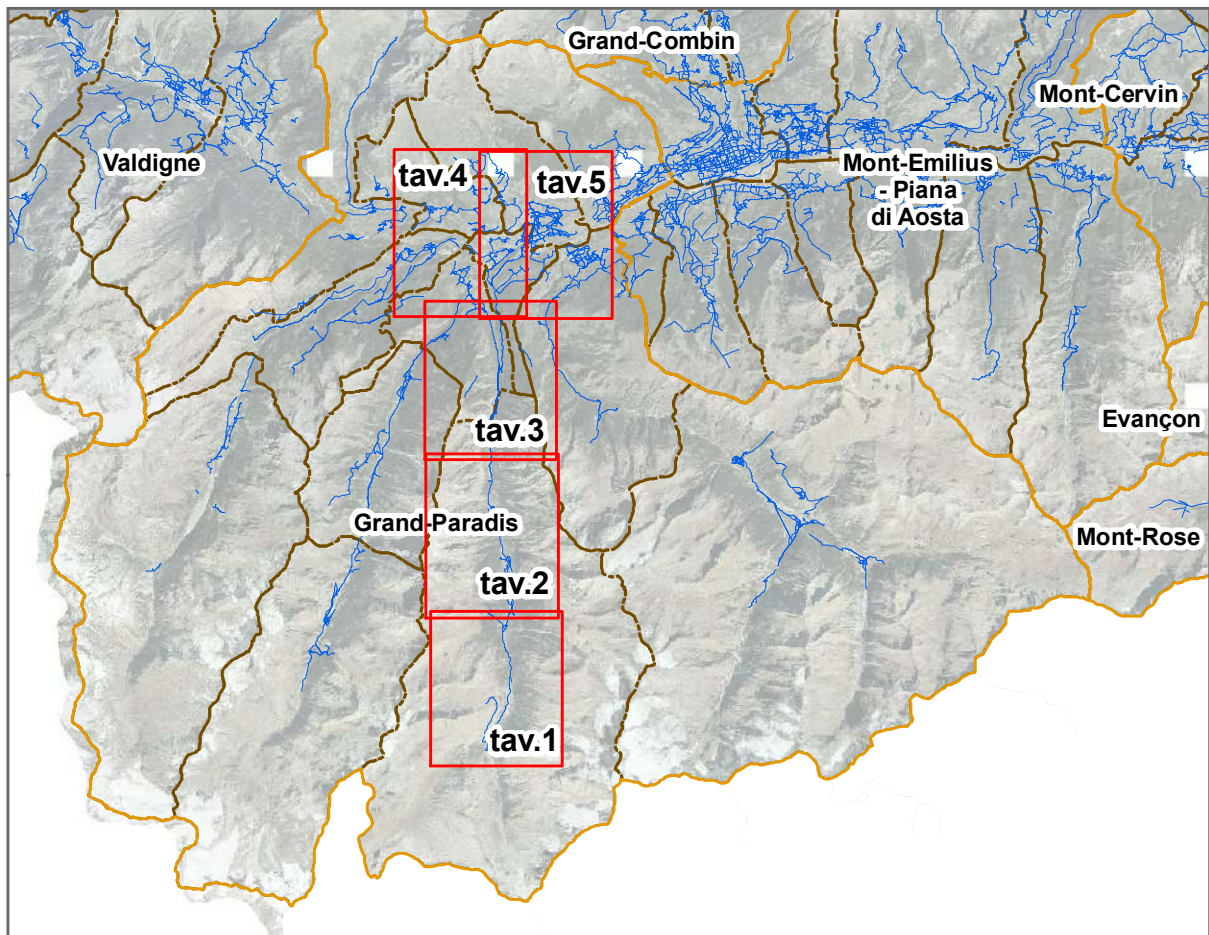 Grand-Combin
Mont-Cervin
Valdigne
Mont-Emilius
- Piana
di Aosta
tav.4
tav.5
Evançon
tav.3
Grand-Paradis
Mont-Rose
tav.2
tav.1